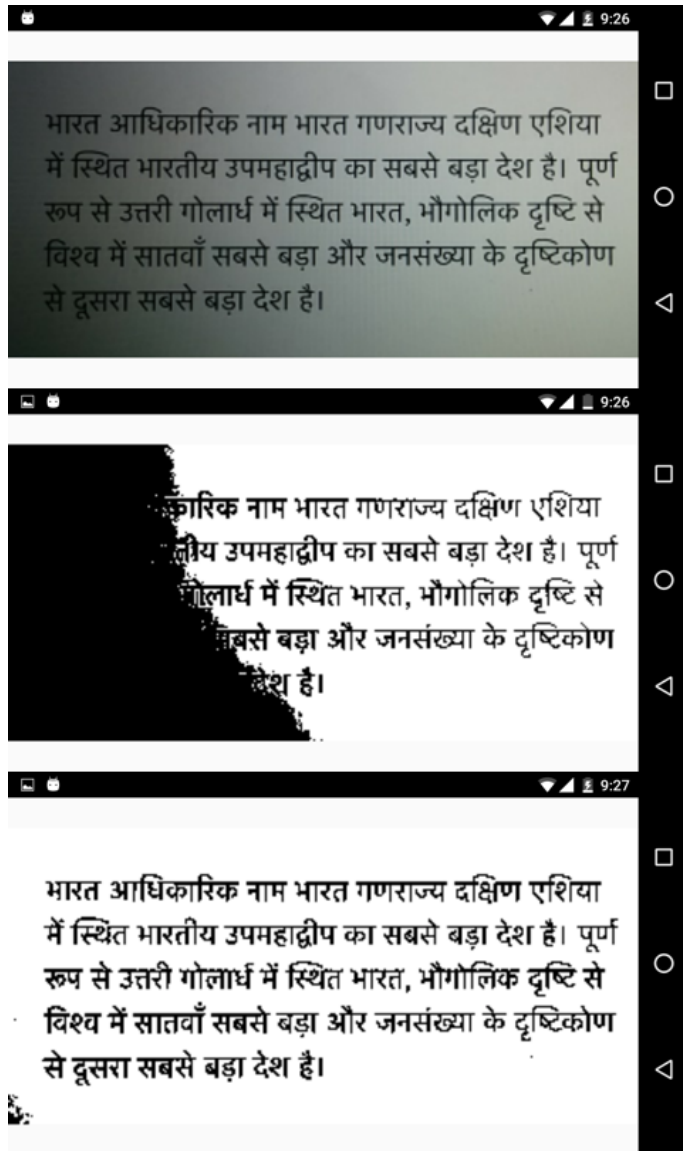 9:26
भारत आधिकारिक नाम भारत गणराज्य दक्षिण एशिया
में स्थित भारतीय उपमहाद्वीप का सबसे बड़ा देश है। पूर्ण
रूप से उत्तरी गोलार्ध में स्थित भारत, भौगोलिक दृष्टि से
विश्व में सातवाँ सबसे बड़ा और जनसंख्या के दृष्टिकोण
से दूसरा सबसे बड़ा देश है।
9:26
कारिक नाम भारत गणराज्य दक्षिण एशिया
तीय उपमहाद्वीप का सबसे बड़ा देश है। पूर्ण
गोलार्ध में स्थित भारत, भौगोलिक दृष्टि से
सबसे बड़ा और जनसंख्या के दृष्टिकोण
देश है।
9:27
भारत आधिकारिक नाम भारत गणराज्य दक्षिण एशिया
में स्थित भारतीय उपमहाद्वीप का सबसे बड़ा देश है। पूर्ण
रूप से उत्तरी गोलार्ध में स्थित भारत, भौगोलिक दृष्टि से
विश्व में सातवाँ सबसे बड़ा और जनसंख्या के दृष्टिकोण
से दूसरा सबसे बड़ा देश है।